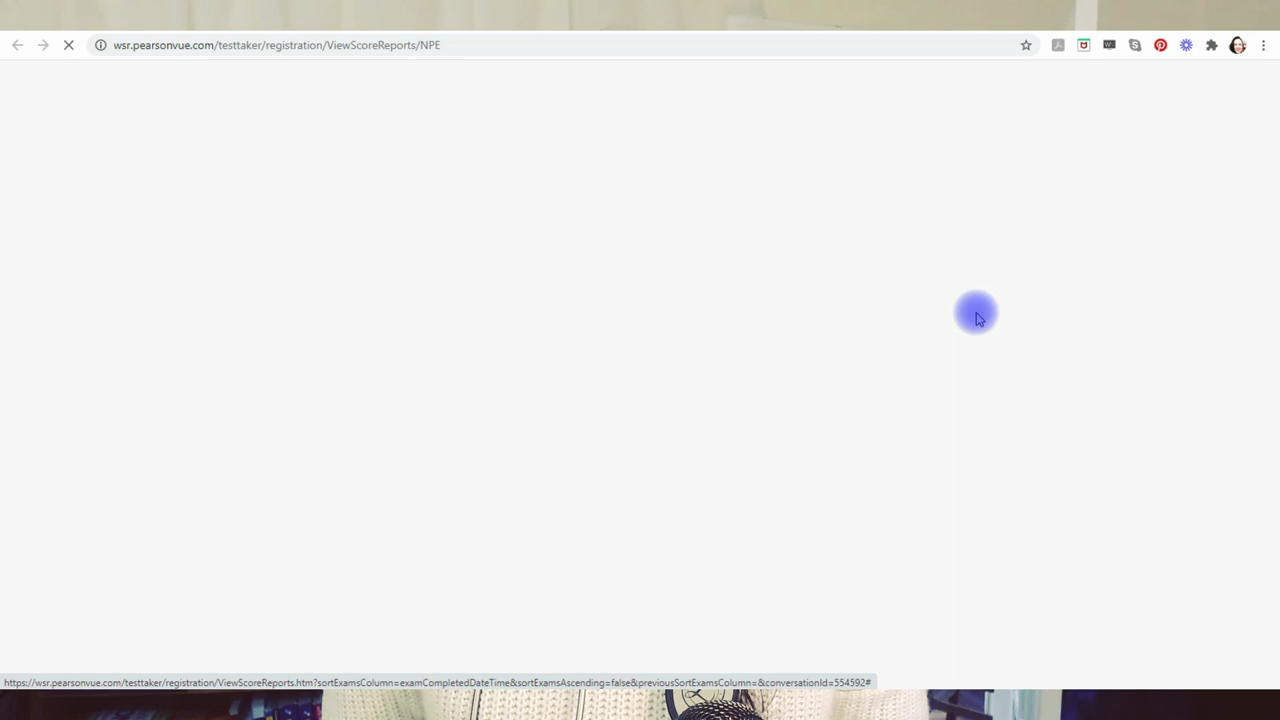 wsr.pearsonvue.com/testtaker/registration/ViewScoreReports/NPE
https://wsr.pearsonvue.com/testtaker/registration/ViewScoreReports.htm?sortExamsColumn=examCompletedDateTime&sortExamsAscending=false&previousSortExamsColumn=&conversationId=554592#